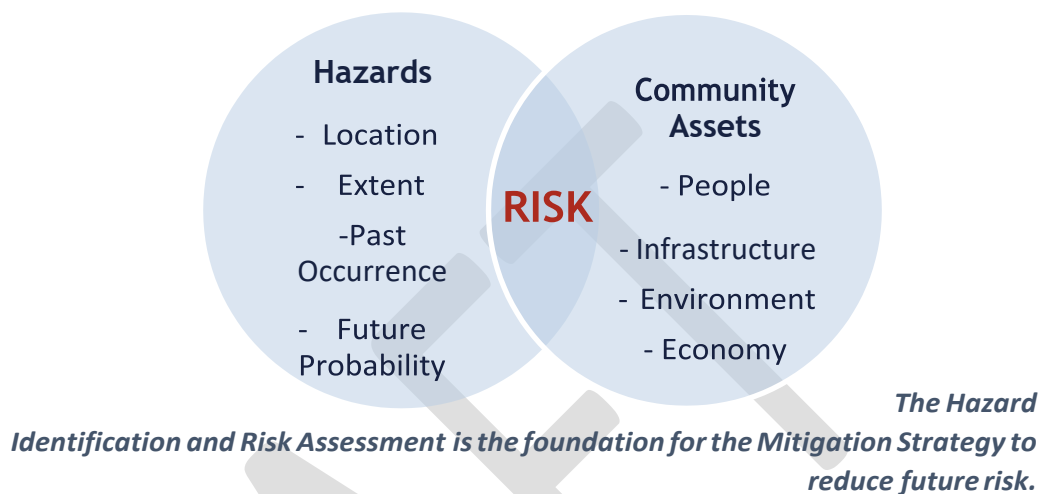 Hazards
- Location
- Extent
-Past
Occurrence
- Future
Probability
RISK
Community
Assets
- People
- Infrastructure
- Environment
- Economy
The Hazard
Identification and Risk Assessment is the foundation for the Mitigation Strategy to
reduce future risk.